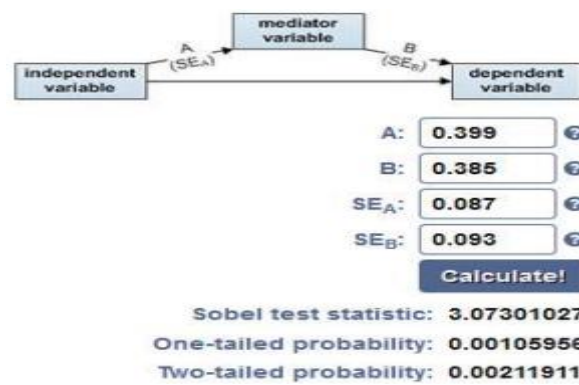 mediator
variable
A
(SEA)
B
(SEB)
independent
variable
dependent
variable
A: 0.399
B: 0.385
SEA: 0.087
SEB: 0.093
Calculate!
Sobel test statistic: 3.07301027
One-tailed probability: 0.00105956
Two-tailed probability: 0.00211911